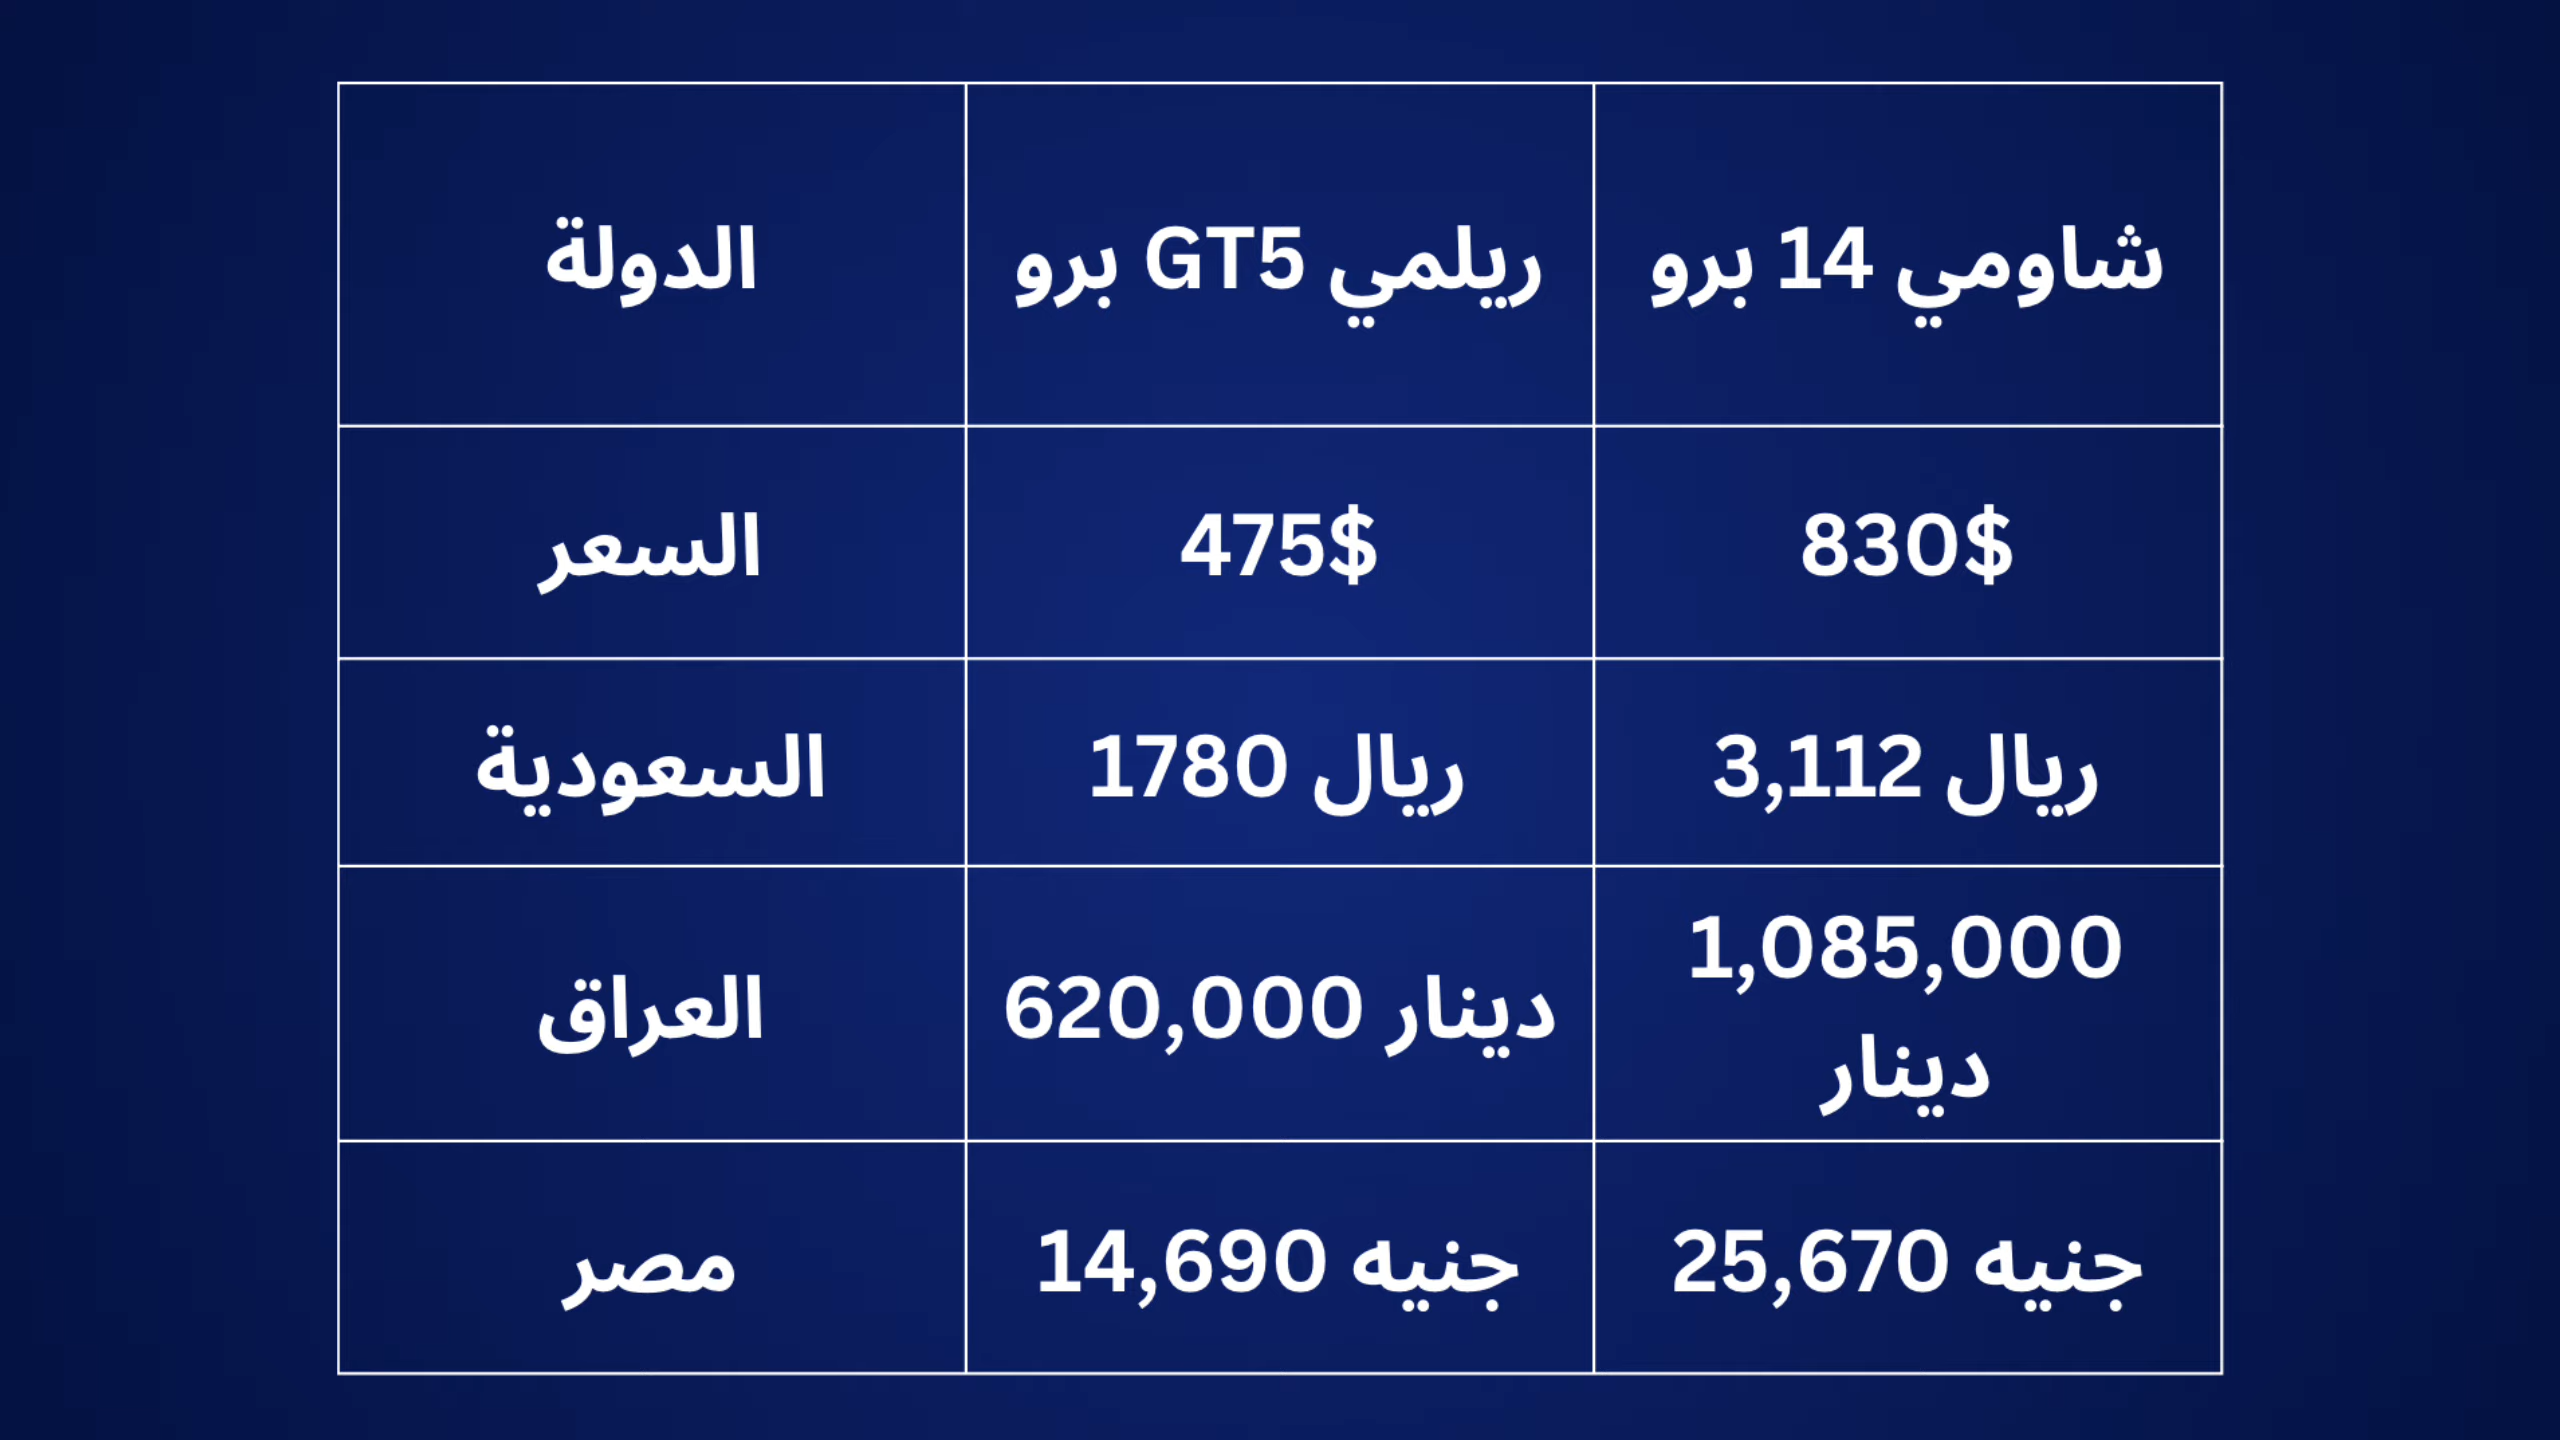 شاومي 14 برو
ريلمي GT5 برو
الدولة
830$
475$
السعر
ريال 3,112
ريال 1780
السعودية
1,085,000
دينار
دينار 620,000
العراق
جنيه 25,670
جنيه 14,690
مصر